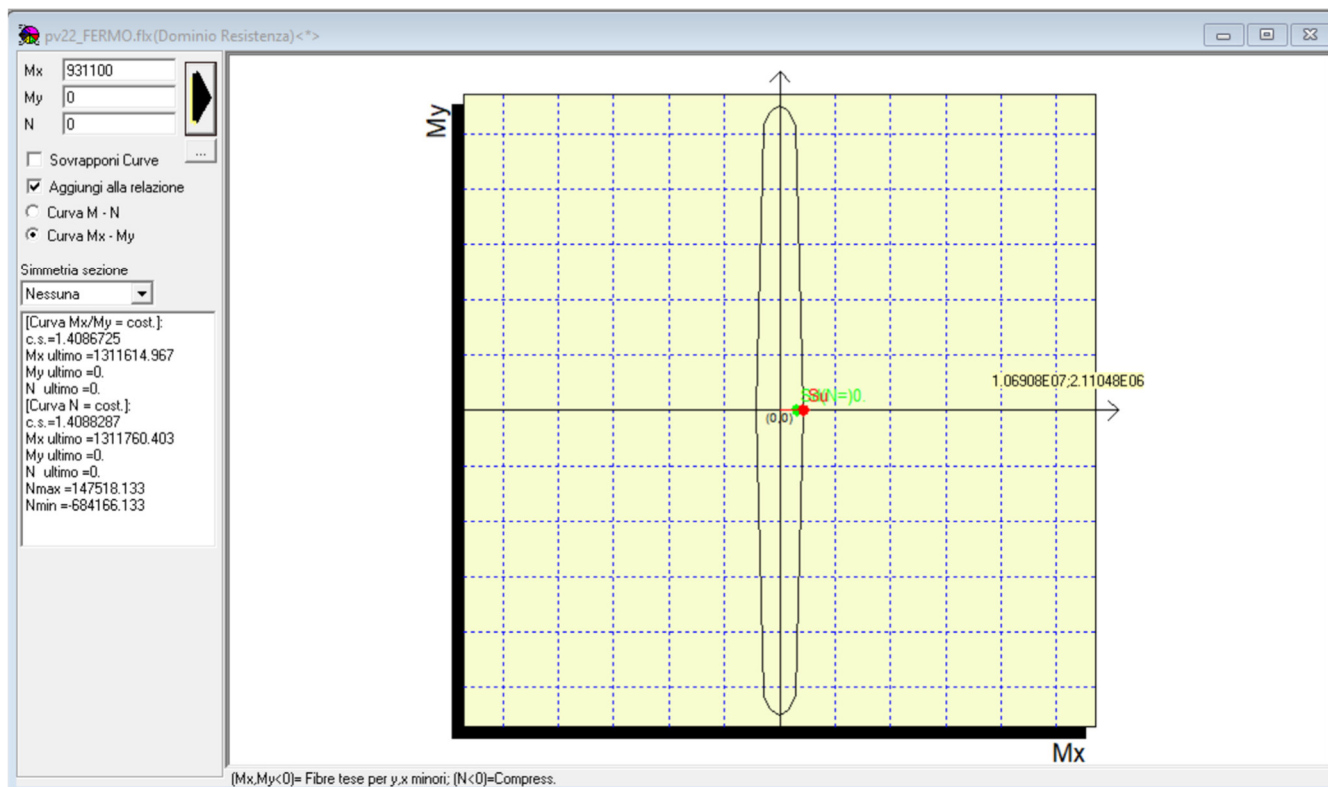 pv22_FERMO.flx(Dominio Resistenza)<*>
Mx 931100
My 0
N 0
...
Sovrapponi Curve
Aggiungi alla relazione
Curva M - N
Curva Mx - My
Simmetria sezione
Nessuna
[Curva Mx/My = cost.]:
c.s.=1.4086725
Mx ultimo =1311614.967
My ultimo =0.
N ultimo =0.
[Curva N = cost.]:
c.s.=1.4088287
Mx ultimo =1311760.403
My ultimo =0.
N ultimo =0.
Nmax =147518.133
Nmin =-684166.133
My
1.06908E07;2.11048E06
(N=)0.
(0,0)
Mx
(Mx,My<0)= Fibre tese per y,x minori; (N<0)=Compress.